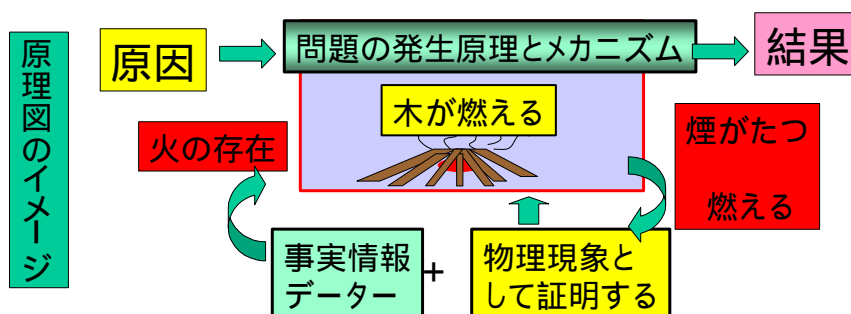 原理図のイメージ
原因
問題の発生原理とメカニズム
結果
木が燃える
火の存在
煙がたつ
燃える
事実情報
データー
+
物理現象と
して証明する